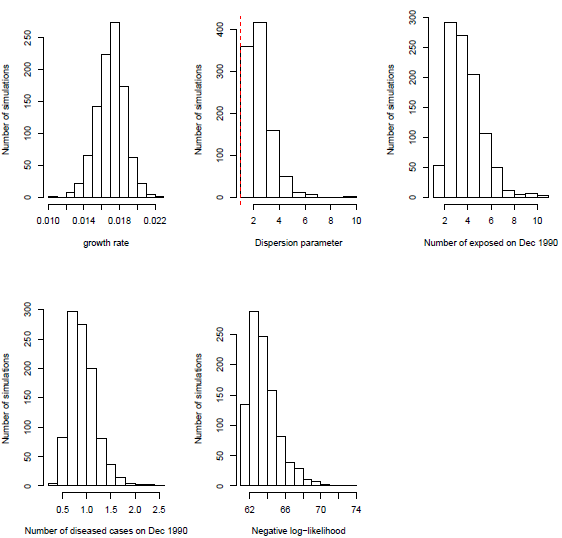 Number of simulations
0 50 100 150 200 250
0.010 0.014 0.018 0.022
growth rate
Number of simulations
0 100 200 300 400
2 4 6 8 10
Dispersion parameter
Number of simulations
0 50 100 150 200 250 300
2 4 6 8 10
Number of exposed on Dec 1990
Number of simulations
0 50 100 150 200 250 300
0.5 1.0 1.5 2.0 2.5
Number of diseased cases on Dec 1990
Number of simulations
0 50 100 150 200 250
62 66 70 74
Negative log−likelihood